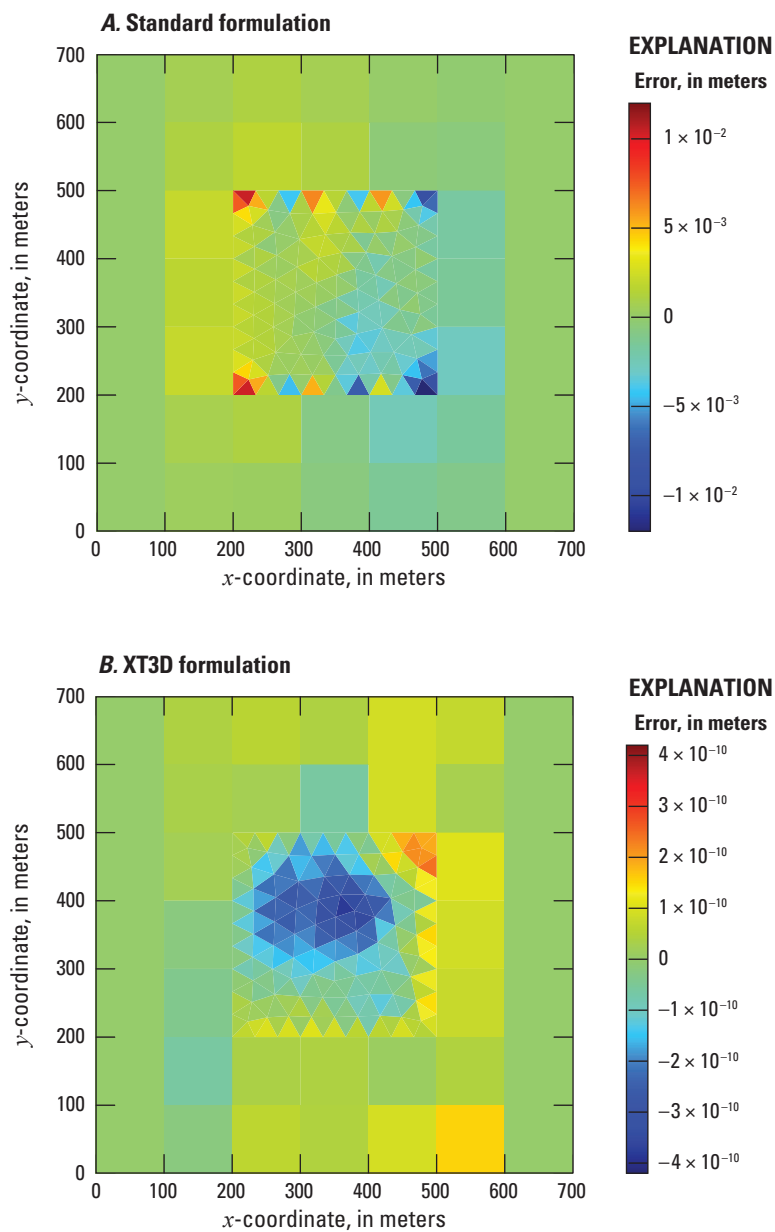 A. Standard formulation
700
600
500
400
300
200
100
0
y-coordinate, in meters
0 100 200 300 400 500 600 700
x-coordinate, in meters
EXPLANATION
Error, in meters
1 × 10⁻²
5 × 10⁻³
0
−5 × 10⁻³
−1 × 10⁻²
B. XT3D formulation
700
600
500
400
300
200
100
0
y-coordinate, in meters
0 100 200 300 400 500 600 700
x-coordinate, in meters
EXPLANATION
Error, in meters
4 × 10⁻¹⁰
3 × 10⁻¹⁰
2 × 10⁻¹⁰
1 × 10⁻¹⁰
0
−1 × 10⁻¹⁰
−2 × 10⁻¹⁰
−3 × 10⁻¹⁰
−4 × 10⁻¹⁰